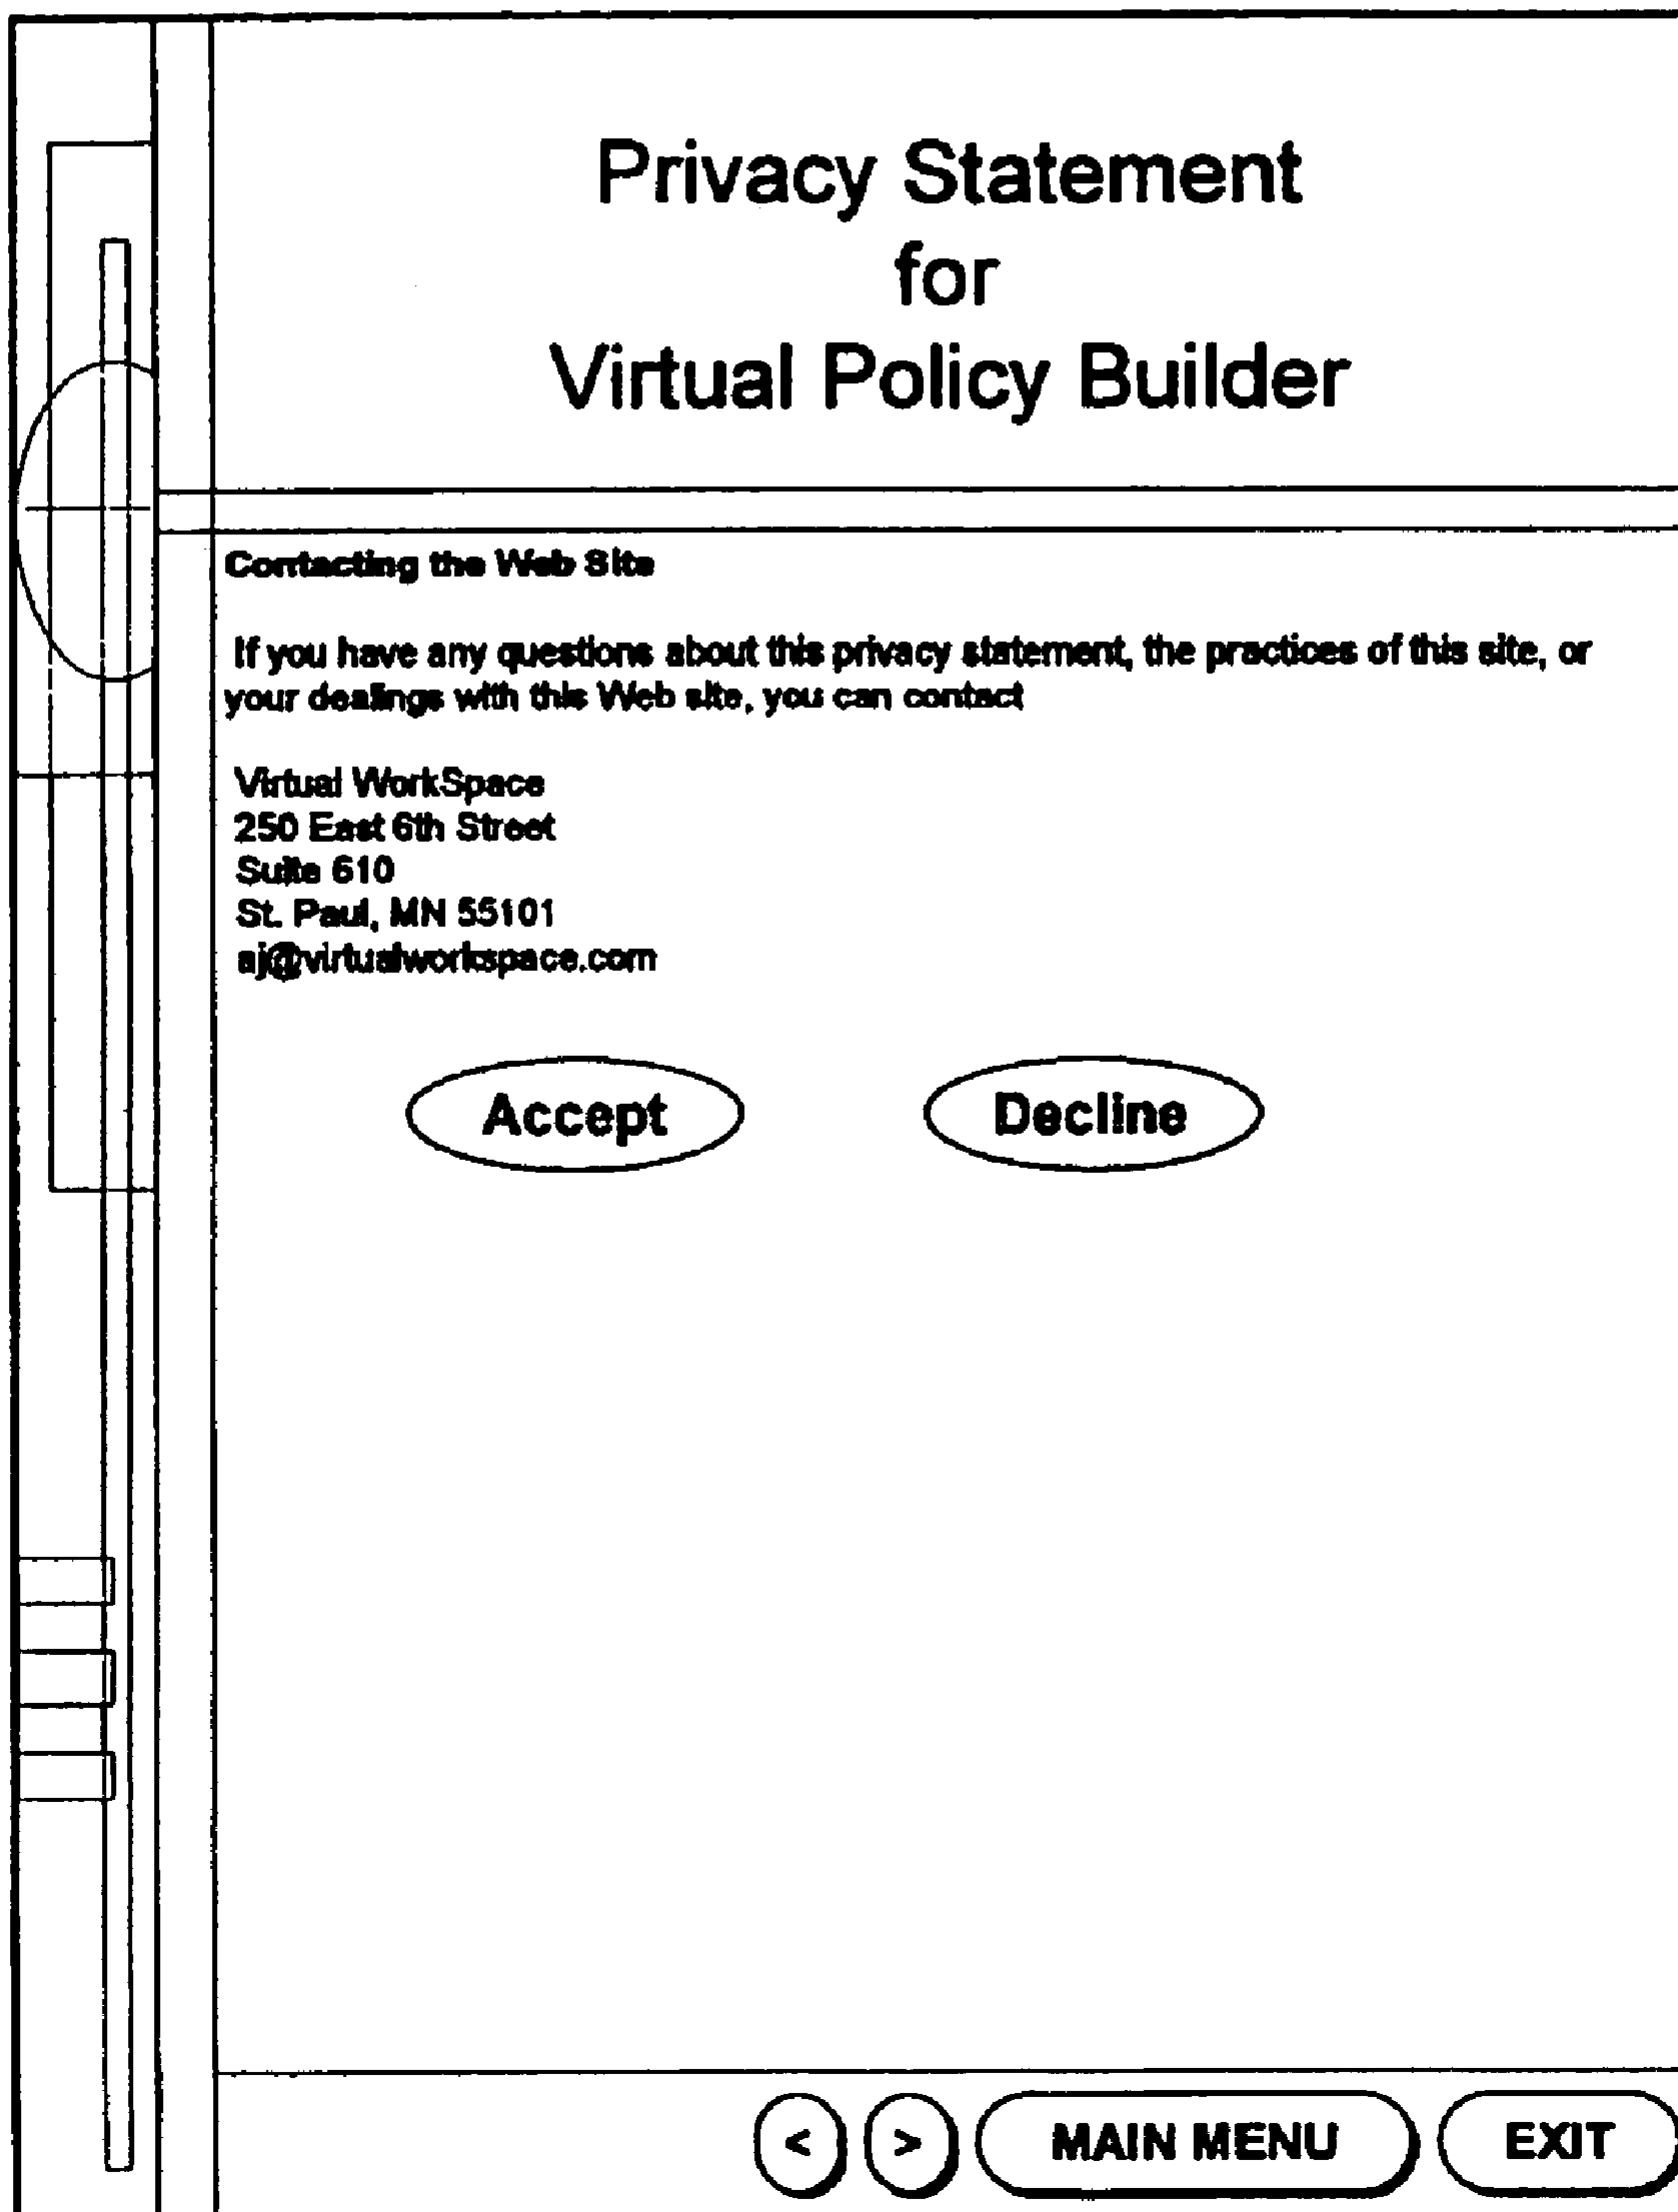 Privacy Statement
for
Virtual Policy Builder
Contacting the Web Site
If you have any questions about this privacy statement, the practices of this site, or
your dealings with this Web site, you can contact
Virtual WorkSpace
250 East 6th Street
Suite 610
St. Paul, MN 55101
aj@virtualworkspace.com
Accept Decline
< > MAIN MENU EXIT